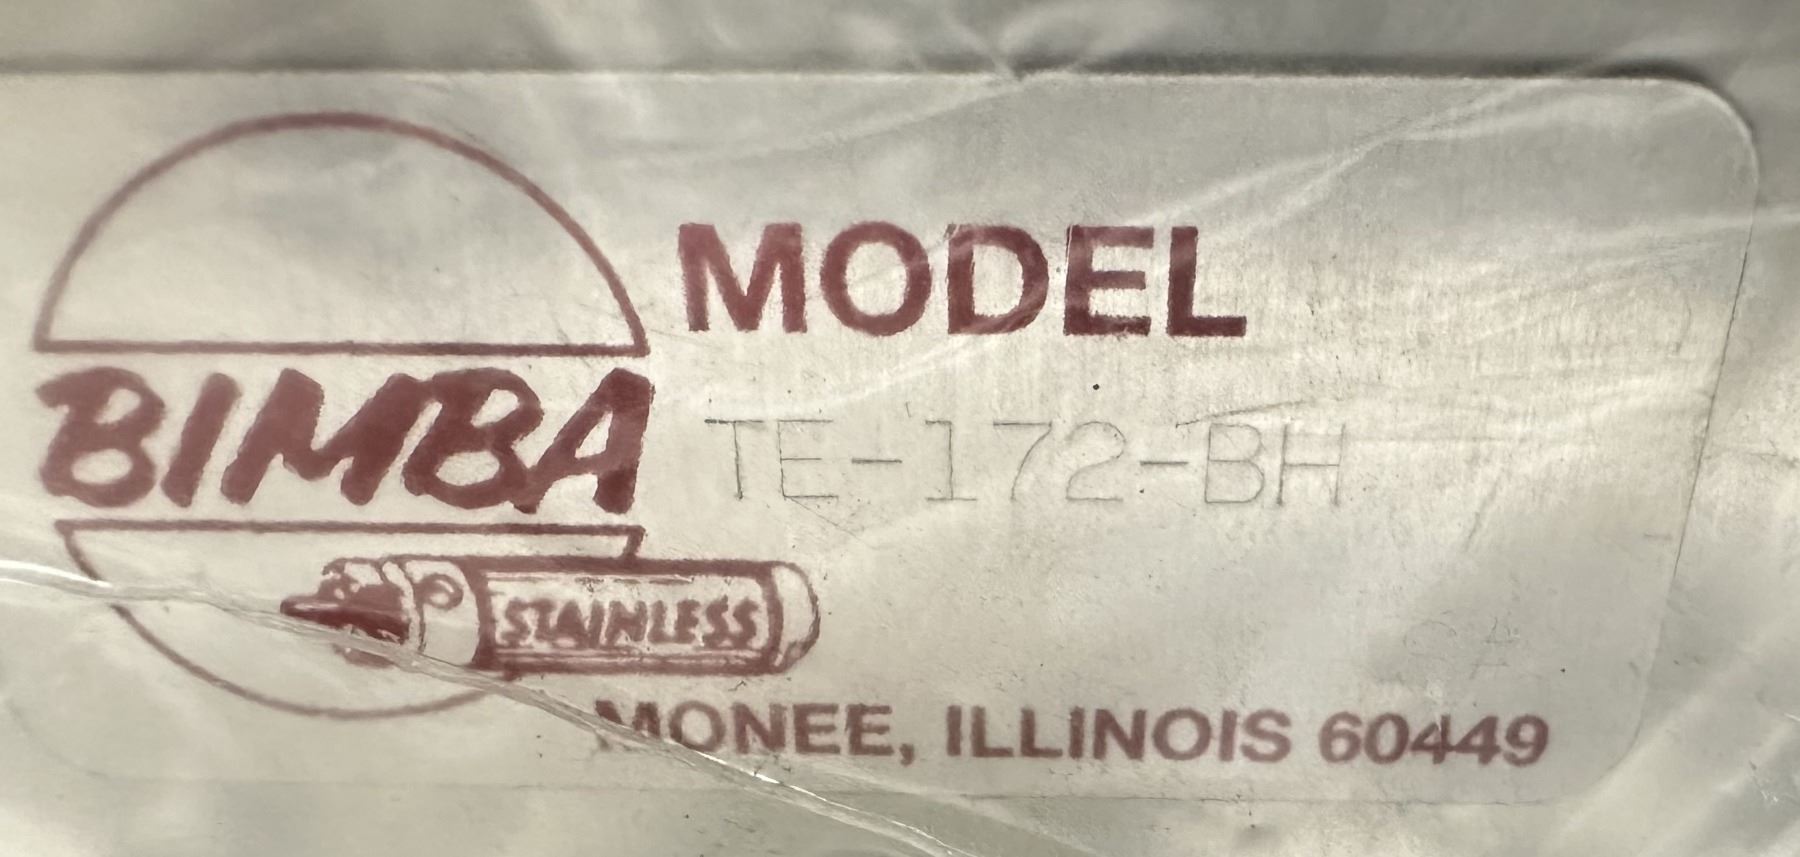 MODEL
BIMBA
TE-172-BH
STAINLESS
MONEE, ILLINOIS 60449